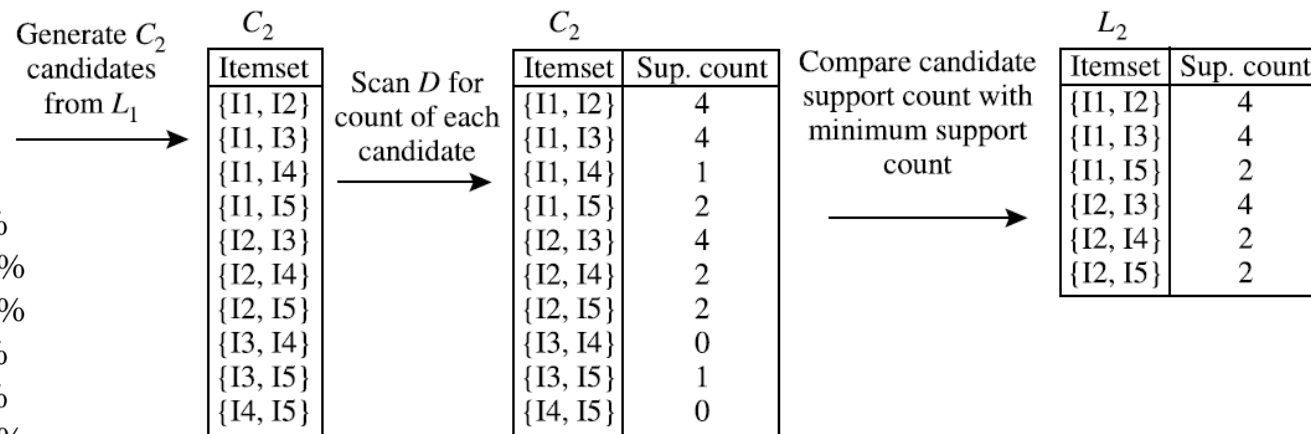 Generate C2
candidates
from L1
%
%
%
%
%
%
C2
Itemset
{I1, I2}
{I1, I3}
{I1, I4}
{I1, I5}
{I2, I3}
{I2, I4}
{I2, I5}
{I3, I4}
{I3, I5}
{I4, I5}
Scan D for
count of each
candidate
C2
Itemset Sup. count
{I1, I2} 4
{I1, I3} 4
{I1, I4} 1
{I1, I5} 2
{I2, I3} 4
{I2, I4} 2
{I2, I5} 2
{I3, I4} 0
{I3, I5} 1
{I4, I5} 0
Compare candidate
support count with
minimum support
count
L2
Itemset Sup. count
{I1, I2} 4
{I1, I3} 4
{I1, I5} 2
{I2, I3} 4
{I2, I4} 2
{I2, I5} 2